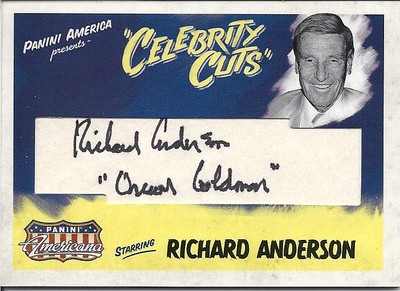 PANINI AMERICA
presents-
"CELEBRITY
CUTS"
Richard Anderson
"Oscar Goldman"
PANINI
Americana
STARRING
RICHARD ANDERSON